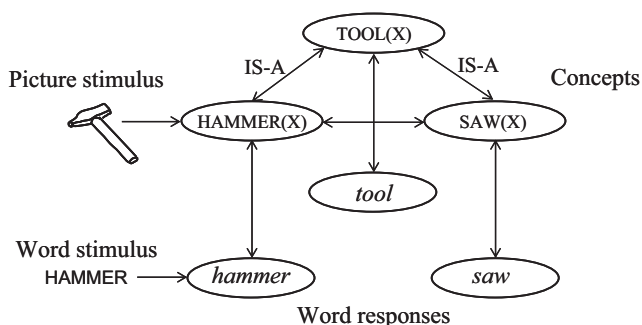 TOOL(X)
IS-A
IS-A
Picture stimulus
Concepts
HAMMER(X)
SAW(X)
tool
Word stimulus
HAMMER
hammer
saw
Word responses